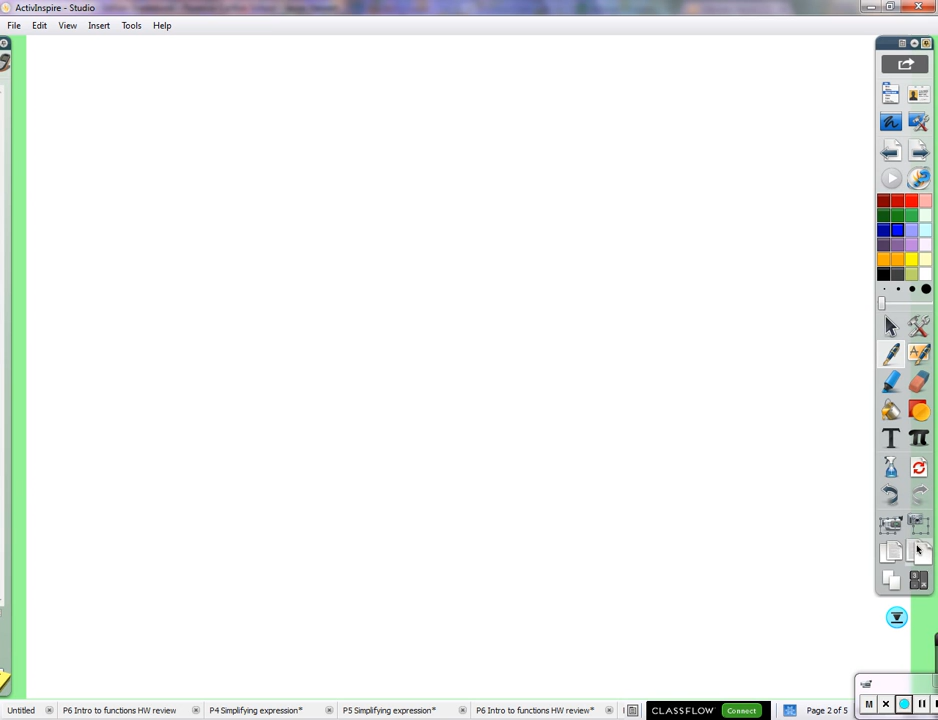 ActivInspire - Studio
File Edit View Insert Tools Help
T π
M
Untitled P6 Intro to functions HW review P4 Simplifying expression* P5 Simplifying expression* P6 Intro to functions HW review* CLASSFLOW Connect Page 2 of 5